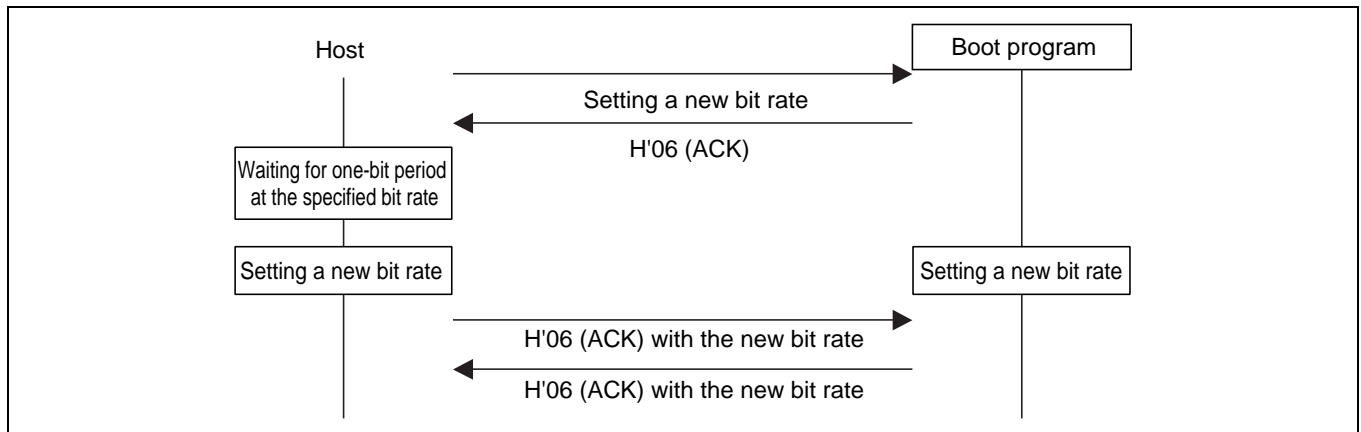 Host
Boot program
Setting a new bit rate
H'06 (ACK)
Waiting for one-bit period
at the specified bit rate
Setting a new bit rate
Setting a new bit rate
H'06 (ACK) with the new bit rate
H'06 (ACK) with the new bit rate